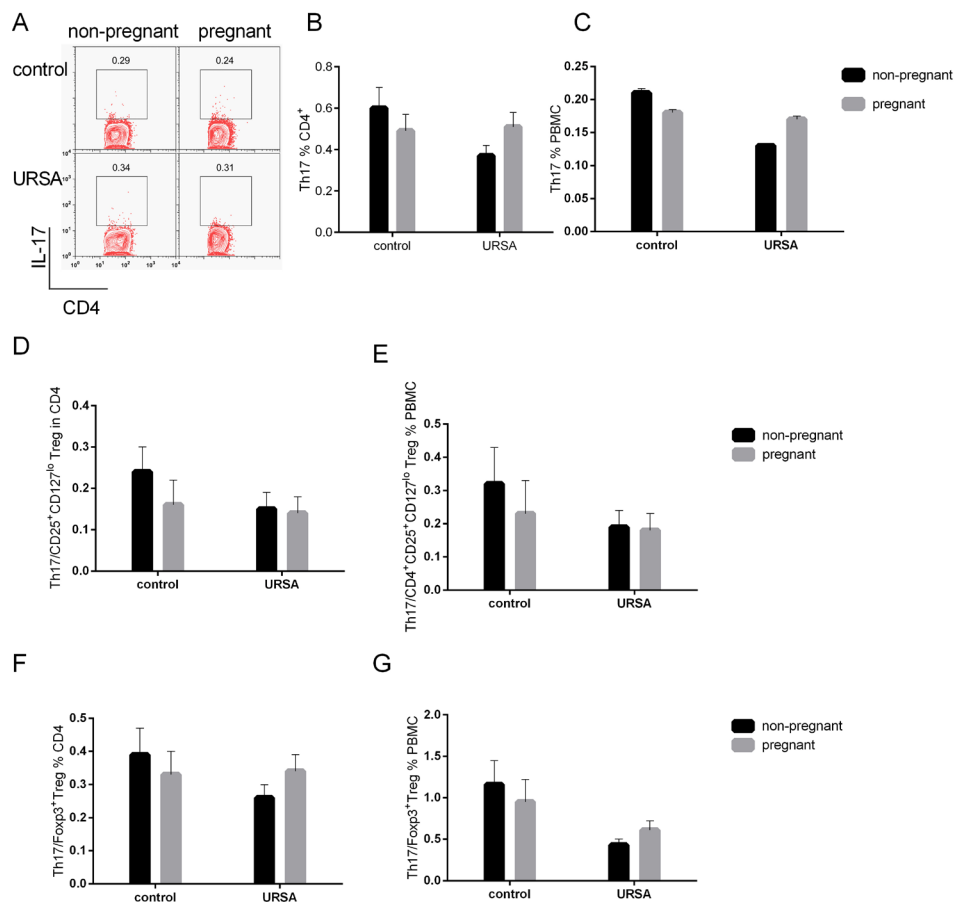 A
non-pregnant pregnant
control
0.29 0.24
URSA
0.34 0.31
IL-17
CD4
B
Th17 % CD4⁺
0.8
0.6
0.4
0.2
0.0
control URSA
C
Th17 % PBMC
0.25
0.20
0.15
0.10
0.05
0.00
control URSA
non-pregnant
pregnant
D
Th17/CD25⁺CD127ˡᵒ Treg in CD4
0.4
0.3
0.2
0.1
0.0
control URSA
E
Th17/CD4⁺CD25⁺CD127ˡᵒ Treg % PBMC
0.5
0.4
0.3
0.2
0.1
0.0
control URSA
non-pregnant
pregnant
F
Th17/Foxp3⁺Treg % CD4
0.5
0.4
0.3
0.2
0.1
0.0
control URSA
G
Th17/Foxp3⁺Treg % PBMC
2.0
1.5
1.0
0.5
0.0
control URSA
non-pregnant
pregnant